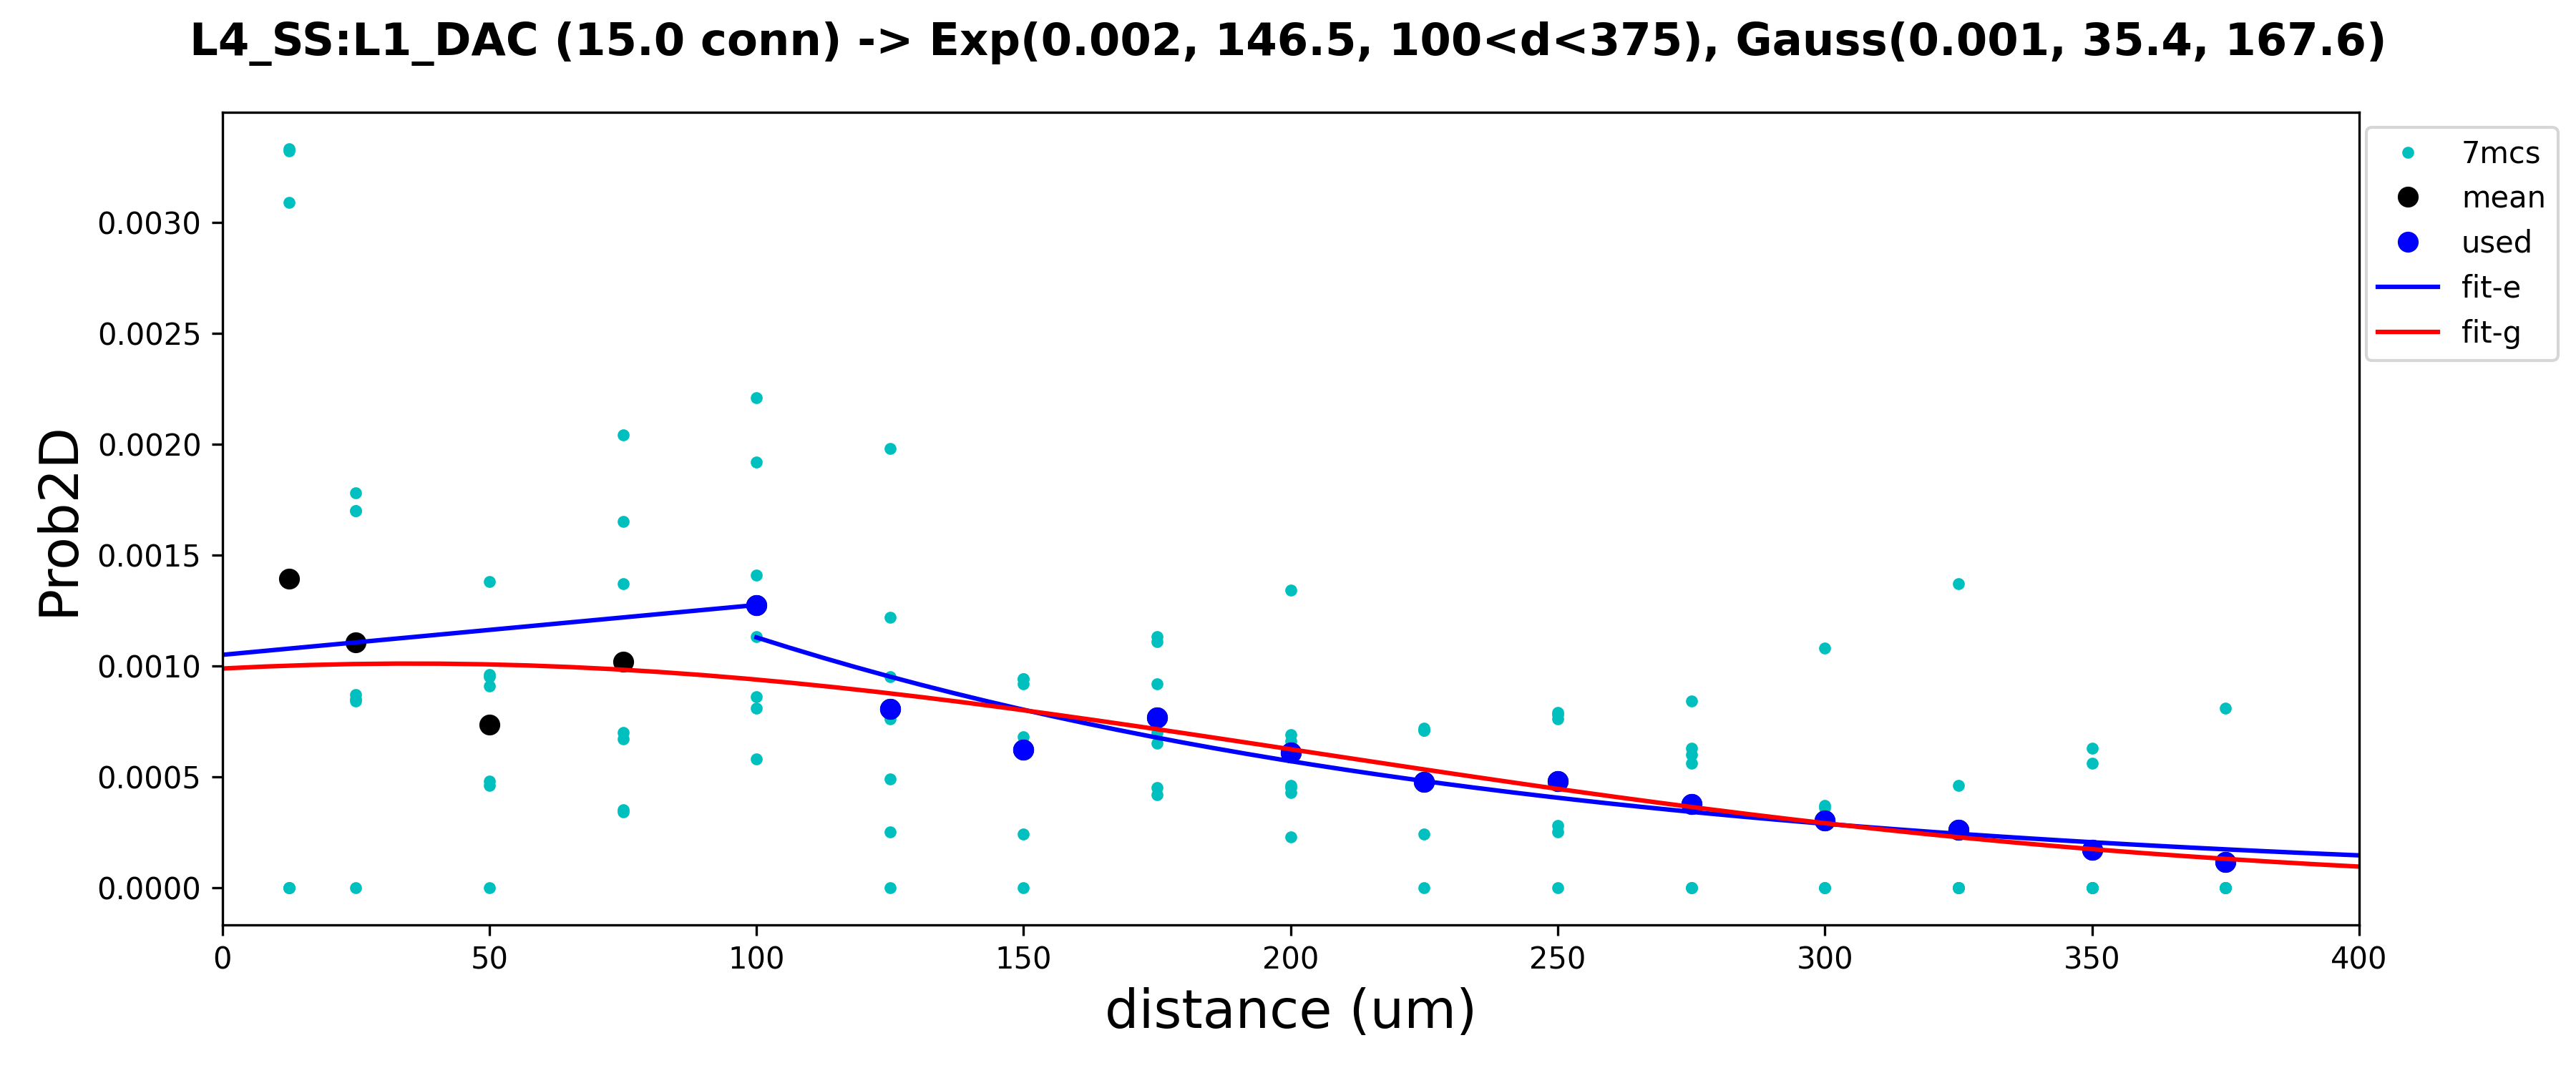 L4_SS:L1_DAC (15.0 conn) -> Exp(0.002, 146.5, 100<d<375), Gauss(0.001, 35.4, 167.6)
7mcs
mean
used
fit-e
fit-g
Prob2D
0.0030
0.0025
0.0020
0.0015
0.0010
0.0005
0.0000
0 50 100 150 200 250 300 350 400
distance (um)